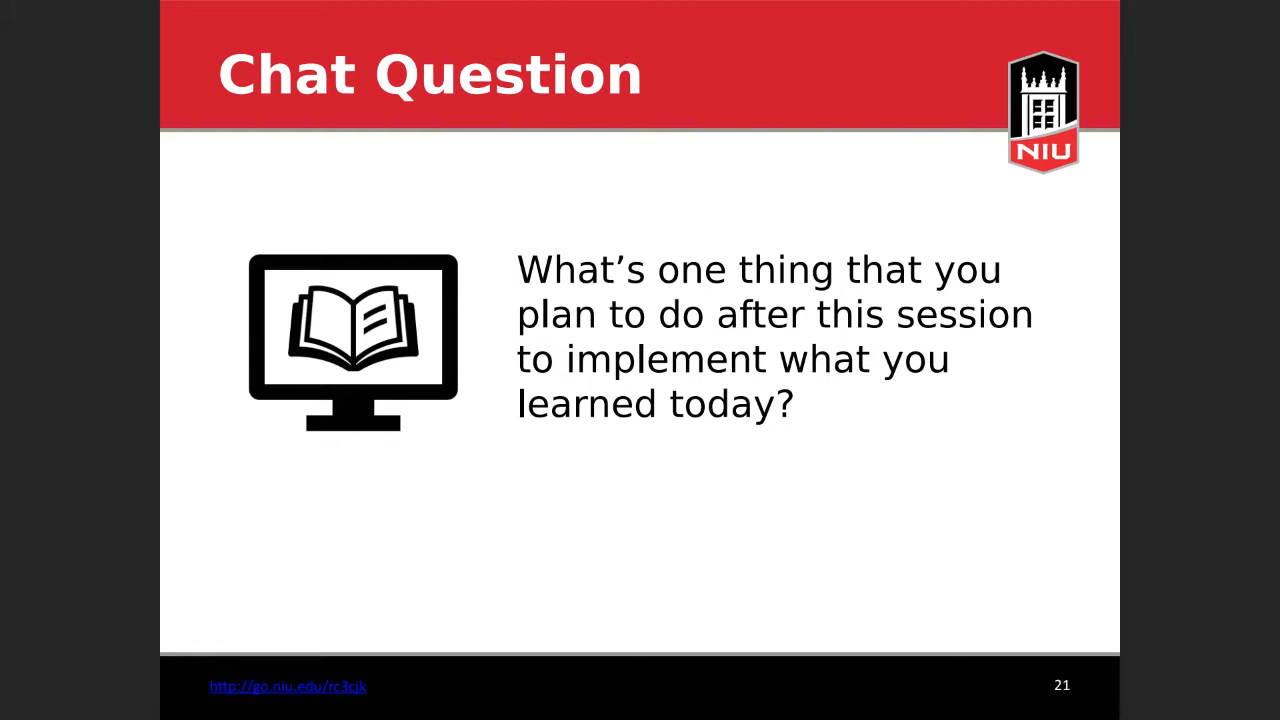 Chat Question
NIU
What’s one thing that you
plan to do after this session
to implement what you
learned today?
http://go.niu.edu/rc3cjk
21